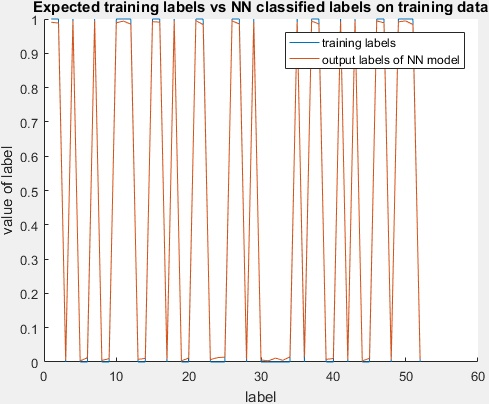 Expected training labels vs NN classified labels on training data
training labels
output labels of NN model
1
0.9
0.8
0.7
0.6
0.5
0.4
0.3
0.2
0.1
0
value of label
0 10 20 30 40 50 60
label